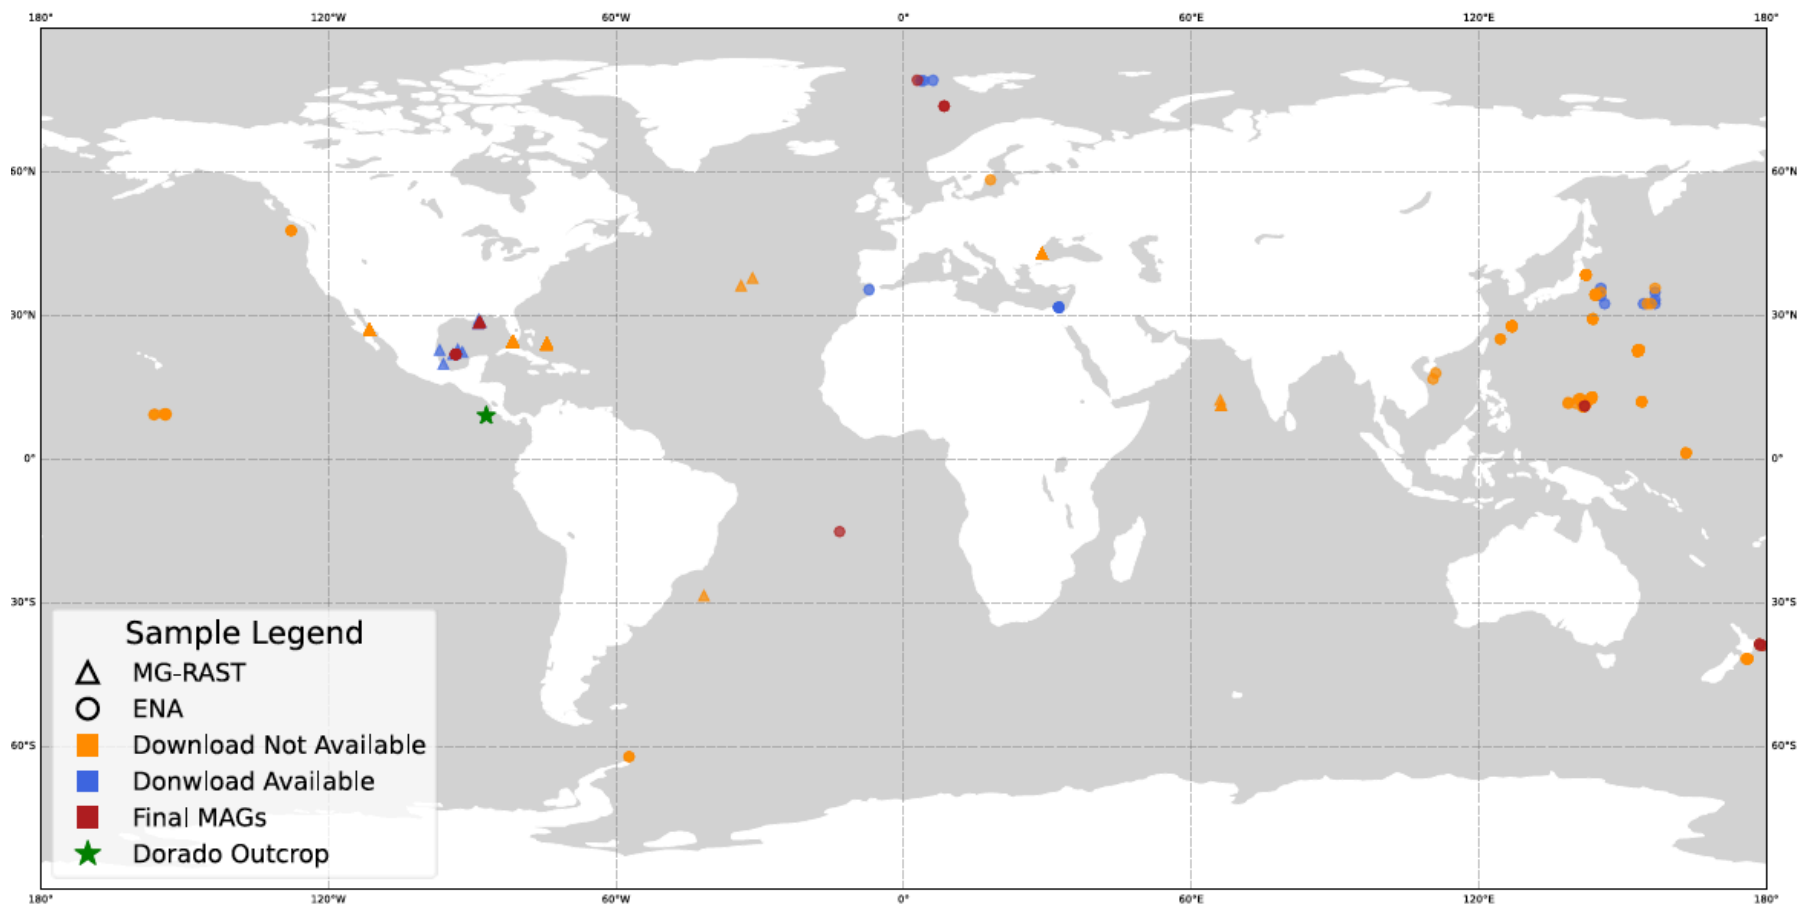 180° 120°W 60°W 0° 60°E 120°E 180°
60°N 60°N
30°N 30°N
0° 0°
30°S 30°S
Sample Legend
MG-RAST
ENA
Download Not Available
60°S 60°S
Donwload Available
Final MAGs
Dorado Outcrop
180° 120°W 60°W 0° 60°E 120°E 180°